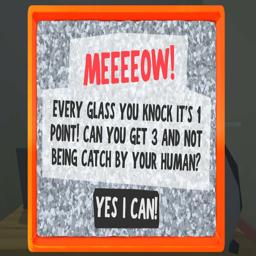 MEEEEOW!
EVERY GLASS YOU KNOCK IT'S 1
POINT! CAN YOU GET 3 AND NOT
BEING CATCH BY YOUR HUMAN?
YES I CAN!